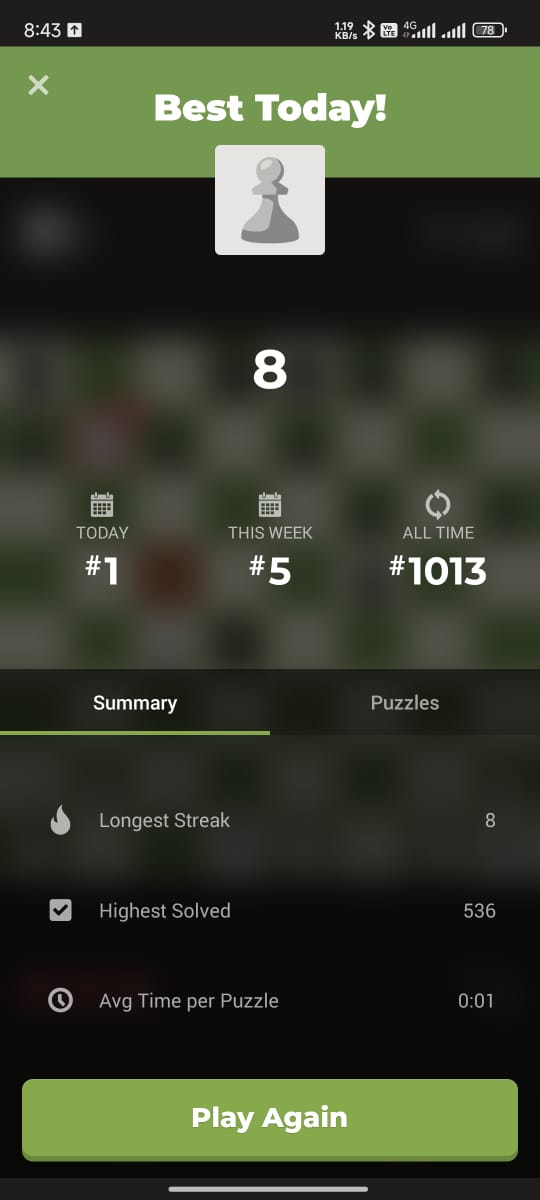 8:43
1.19
KB/s
Vo
LTE
4G
78
Best Today!
8
TODAY
THIS WEEK
ALL TIME
#1
#5
#1013
Summary
Puzzles
Longest Streak
8
Highest Solved
536
Avg Time per Puzzle
0:01
Play Again